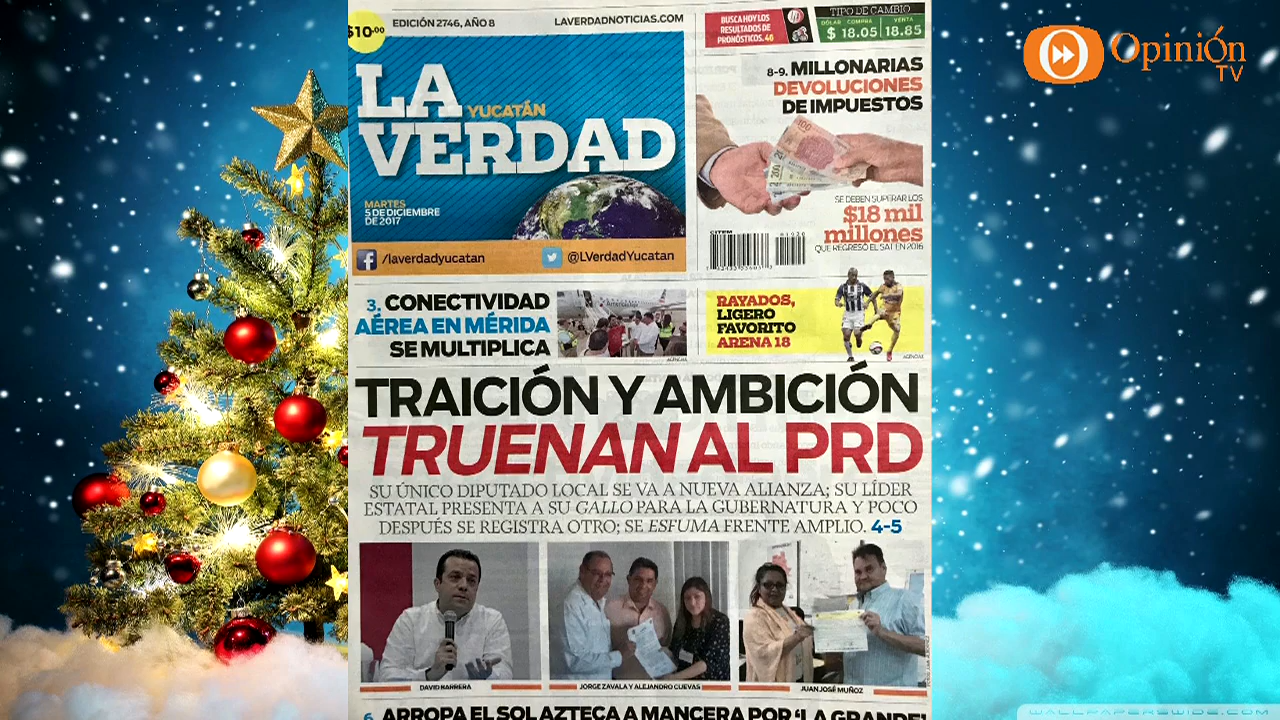 $10.00
EDICIÓN 2746, AÑO 8
LAVERDADNOTICIAS.COM
LA
YUCATÁN
VERDAD
MARTES
5 DE DICIEMBRE
DE 2017
/laverdadyucatan
@LVerdadYucatan
BUSCA HOY LOS
RESULTADOS DE
PRONÓSTICOS. 40
TIPO DE CAMBIO
DÓLAR COMPRA VENTA
$ 18.05 18.85
8-9. MILLONARIAS
DEVOLUCIONES
DE IMPUESTOS
SE DEBEN SUPERAR LOS
$18 mil
millones
QUE REGRESÓ EL SAT EN 2016
3. CONECTIVIDAD
AÉREA EN MÉRIDA
SE MULTIPLICA
AGENCIAS
RAYADOS,
LIGERO
FAVORITO
ARENA 18
AGENCIAS
TRAICIÓN Y AMBICIÓN
TRUENAN AL PRD
SU ÚNICO DIPUTADO LOCAL SE VA A NUEVA ALIANZA; SU LÍDER
ESTATAL PRESENTA A SU GALLO PARA LA GUBERNATURA Y POCO
DESPUÉS SE REGISTRA OTRO; SE ESFUMA FRENTE AMPLIO. 4-5
DAVID BARRERA
JORGE ZAVALA Y ALEJANDRO CUEVAS
JUAN JOSÉ MUÑOZ
6. ARROPA EL SOL AZTECA A MANCERA POR 'LA GRANDE'
Opinión
TV
WALLPAPERSWIDE.COM